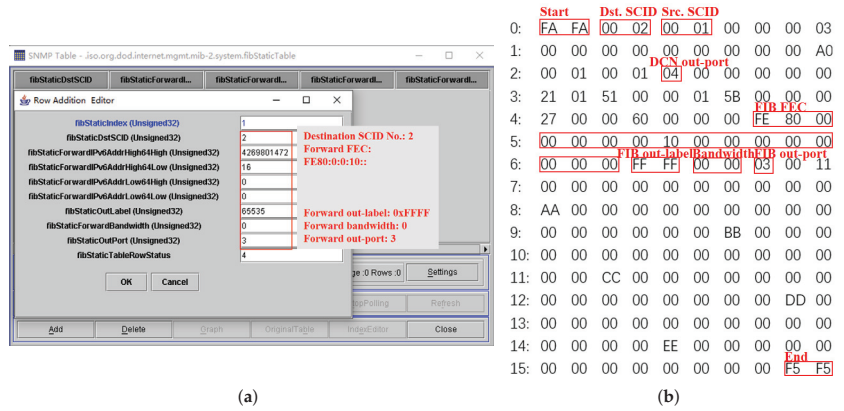 SNMP Table - .iso.org.dod.internet.mgmt.mib-2.system.fibStaticTable
fibStaticDstSCID fibStaticForwardI... fibStaticForwardI... fibStaticForwardI... fibStaticForwardI...
Row Addition Editor
fibStaticIndex (Unsigned32) 1
fibStaticDstSCID (Unsigned32) 2
fibStaticForwardIPv6AddrHigh64High (Unsigned32) 4269801472
fibStaticForwardIPv6AddrHigh64Low (Unsigned32) 16
fibStaticForwardIPv6AddrLow64High (Unsigned32) 0
fibStaticForwardIPv6AddrLow64Low (Unsigned32) 0
fibStaticOutLabel (Unsigned32) 65535
fibStaticForwardBandwidth (Unsigned32) 0
fibStaticOutPort (Unsigned32) 3
fibStaticTableRowStatus 4
Destination SCID No.: 2
Forward FEC:
FE80:0:0:10::
Forward out-label: 0xFFFF
Forward bandwidth: 0
Forward out-port: 3
OK Cancel
ge :0 Rows :0 Settings
Refresh
Add Delete Graph OriginalTable IndexEditor Close
(a)
Start Dst. SCID Src. SCID
0: FA FA 00 02 00 01 00 00 00 03
1: 00 00 00 00 00 00 00 00 00 A0
DCN out-port
2: 00 01 00 01 04 00 00 00 00 00
3: 21 01 51 00 00 01 5B 00 00 00
FIB FEC
4: 27 00 00 60 00 00 00 FE 80 00
5: 00 00 00 00 10 00 00 00 00 00
FIB out-label Bandwidth FIB out-port
6: 00 00 00 FF FF 00 00 03 00 11
7: 00 00 00 00 00 00 00 00 00 00
8: AA 00 00 00 00 00 00 00 00 00
9: 00 00 00 00 00 00 BB 00 00 00
10: 00 00 00 00 00 00 00 00 00 00
11: 00 00 CC 00 00 00 00 00 00 00
12: 00 00 00 00 00 00 00 00 DD 00
13: 00 00 00 00 00 00 00 00 00 00
14: 00 00 00 00 EE 00 00 00 00 00
End
15: 00 00 00 00 00 00 00 00 F5 F5
(b)